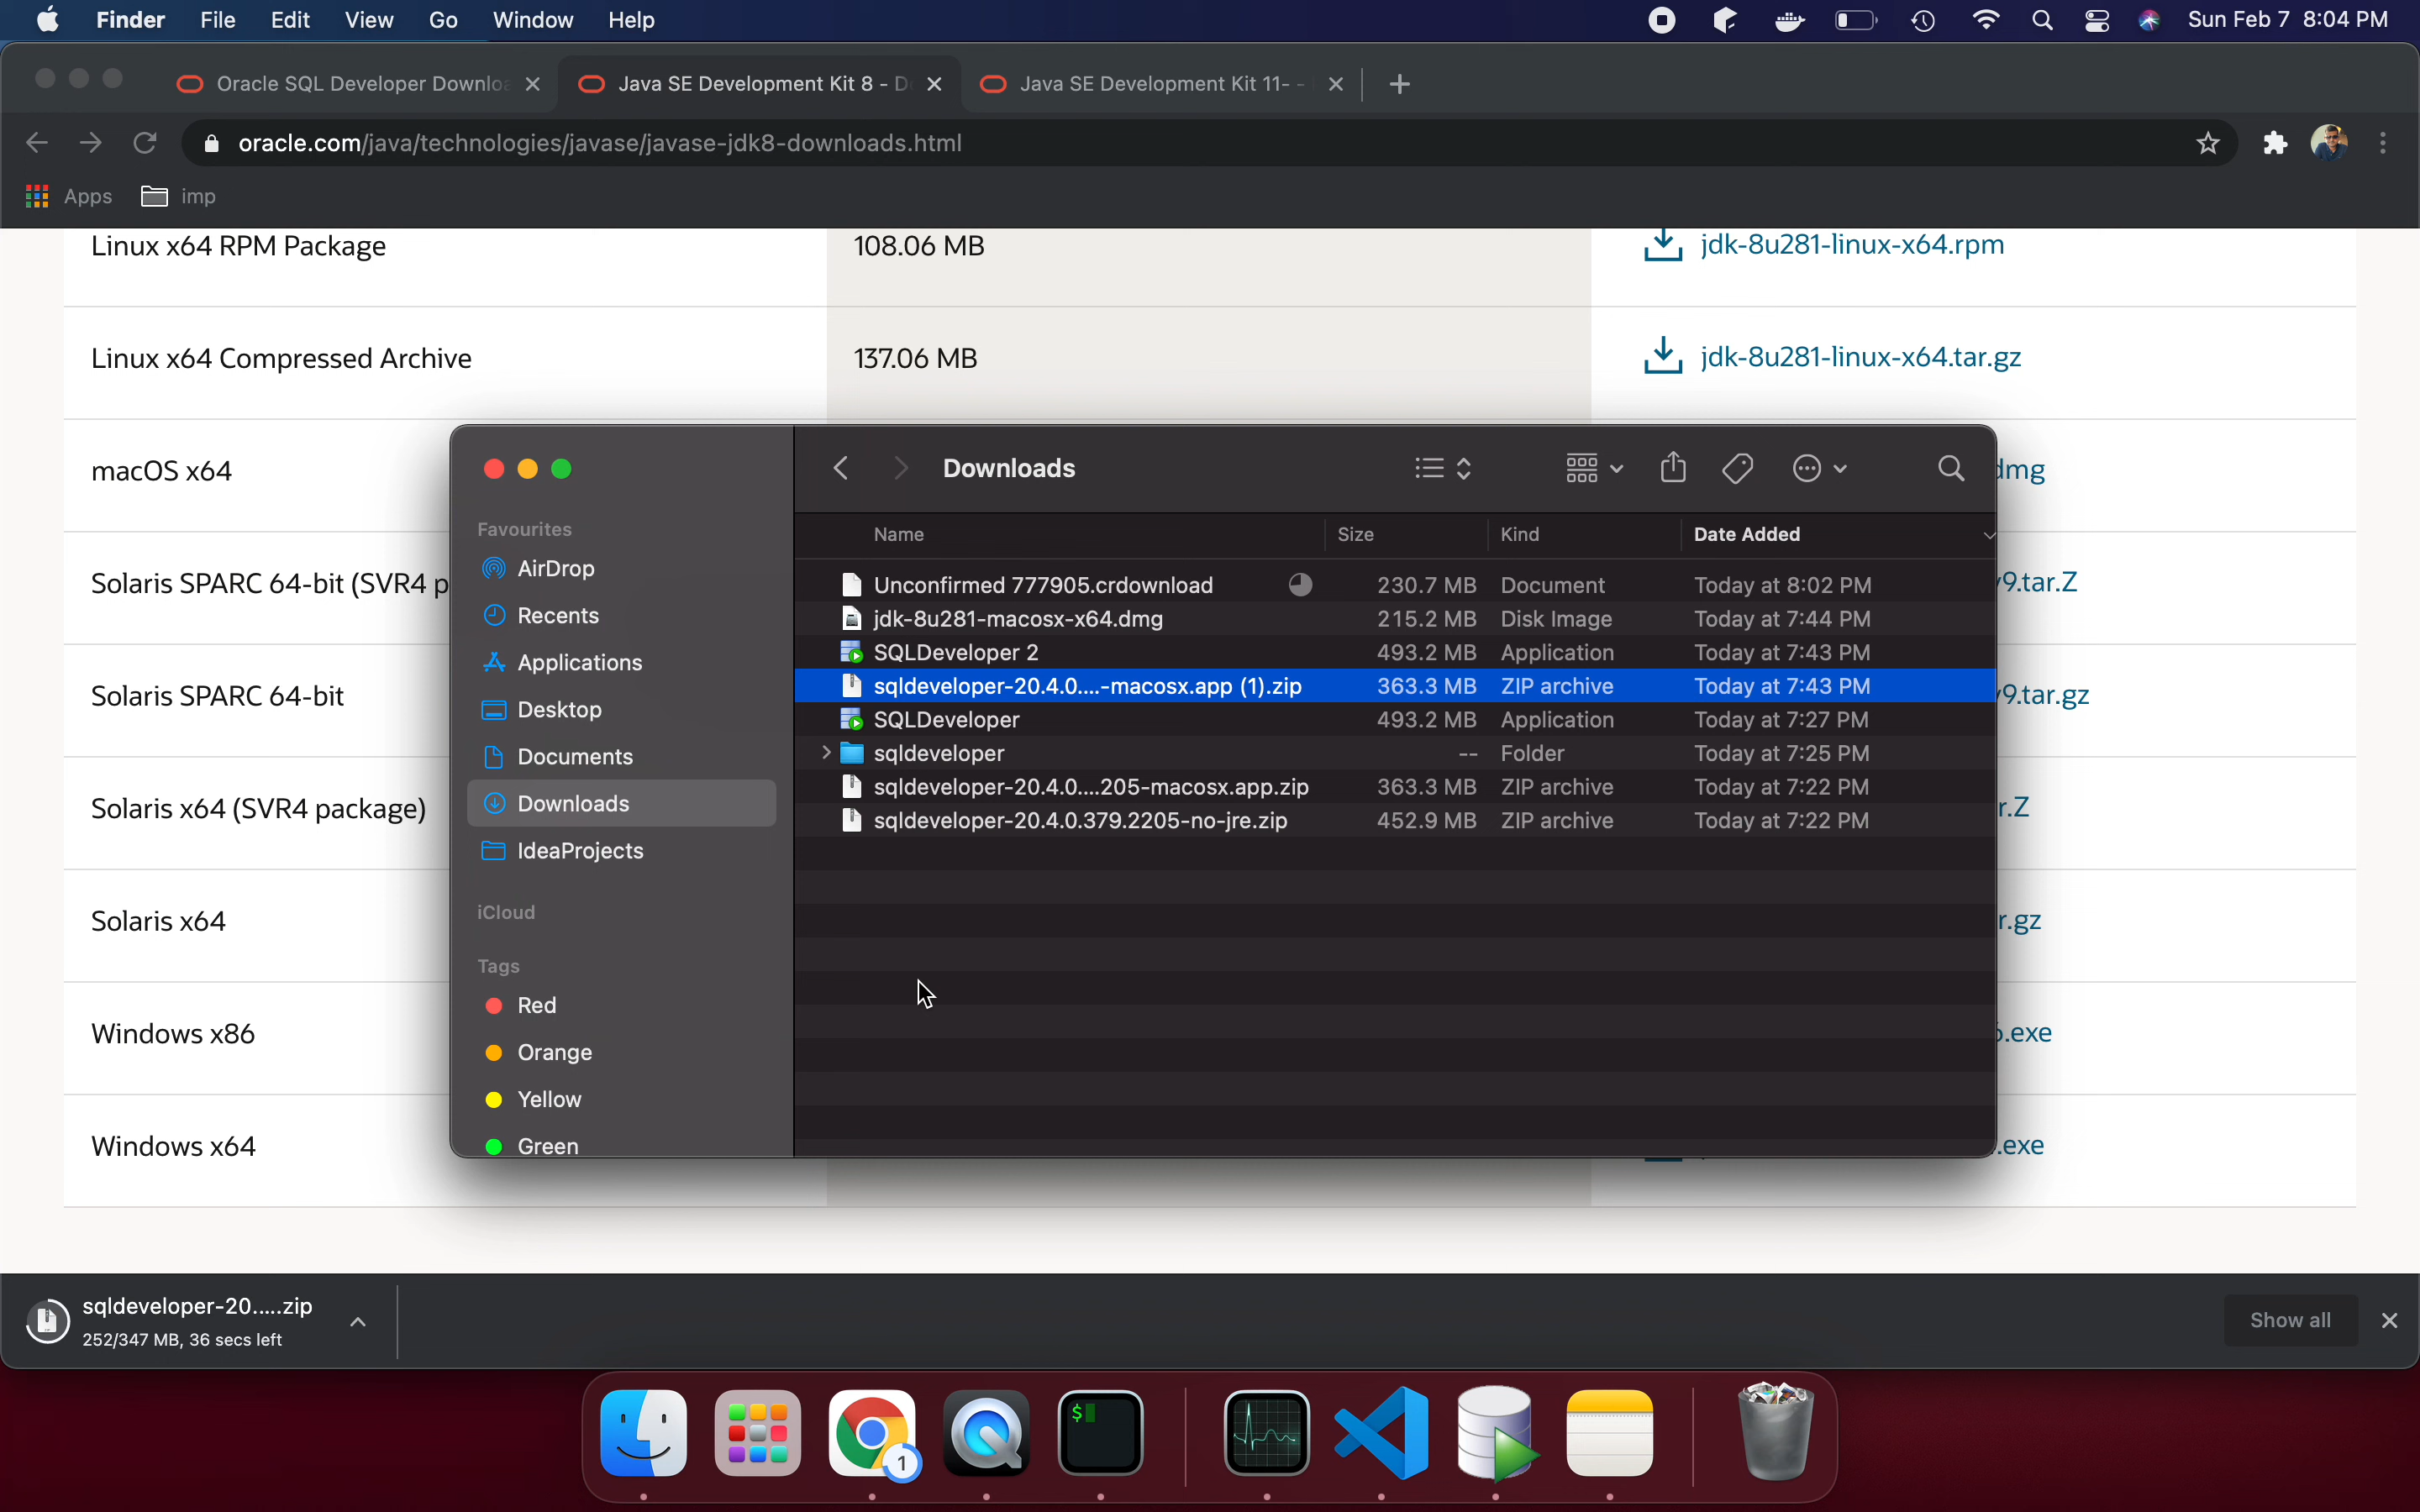 Finder File Edit View Go Window Help Sun Feb 7 8:04 PM
Oracle SQL Developer Downloa Java SE Development Kit 8 - D Java SE Development Kit 11- -
oracle.com/java/technologies/javase/javase-jdk8-downloads.html
Apps imp
Linux x64 RPM Package 108.06 MB jdk-8u281-linux-x64.rpm
Linux x64 Compressed Archive 137.06 MB jdk-8u281-linux-x64.tar.gz
macOS x64 dmg
Solaris SPARC 64-bit (SVR4 p v9.tar.Z
Solaris SPARC 64-bit v9.tar.gz
Solaris x64 (SVR4 package) r.Z
Solaris x64 r.gz
Windows x86 .exe
Windows x64 .exe
Downloads
Favourites
AirDrop
Recents
Applications
Desktop
Documents
Downloads
IdeaProjects
iCloud
Tags
Red
Orange
Yellow
Green
Name Size Kind Date Added
Unconfirmed 777905.crdownload 230.7 MB Document Today at 8:02 PM
jdk-8u281-macosx-x64.dmg 215.2 MB Disk Image Today at 7:44 PM
SQLDeveloper 2 493.2 MB Application Today at 7:43 PM
sqldeveloper-20.4.0....-macosx.app (1).zip 363.3 MB ZIP archive Today at 7:43 PM
SQLDeveloper 493.2 MB Application Today at 7:27 PM
sqldeveloper -- Folder Today at 7:25 PM
sqldeveloper-20.4.0....205-macosx.app.zip 363.3 MB ZIP archive Today at 7:22 PM
sqldeveloper-20.4.0.379.2205-no-jre.zip 452.9 MB ZIP archive Today at 7:22 PM
sqldeveloper-20.....zip
252/347 MB, 36 secs left
Show all
1
$